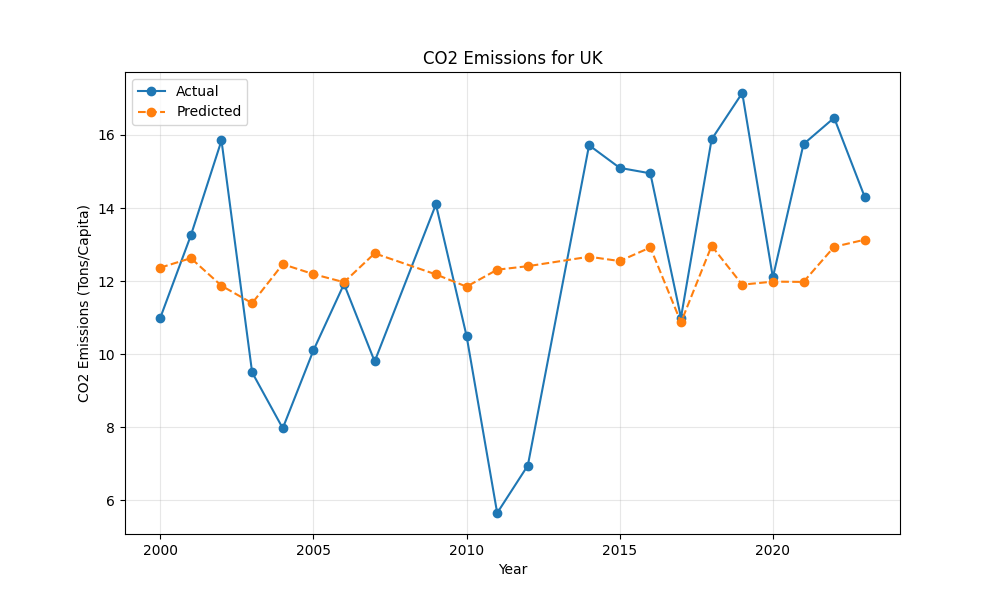 CO2 Emissions for UK
Actual
Predicted
CO2 Emissions (Tons/Capita)
16
14
12
10
8
6
2000
2005
2010
2015
2020
Year